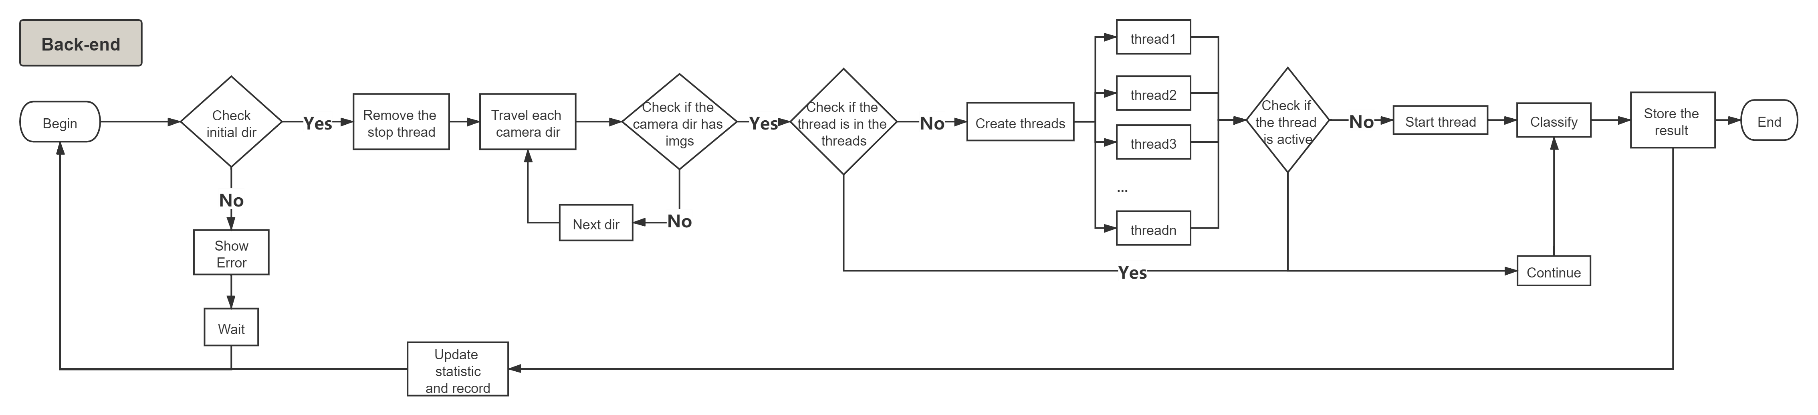 Back-end
Begin
Check
initial dir
Yes
Remove the
stop thread
Travel each
camera dir
Check if the
camera dir has
imgs
Yes
Check if the
thread is in the
threads
No
Create threads
thread1
thread2
thread3
...
threadn
Check if
the thread
is active
No
Start thread
Classify
Store the
result
End
No
Show
Error
Wait
Next dir
No
Yes
Continue
Update
statistic
and record